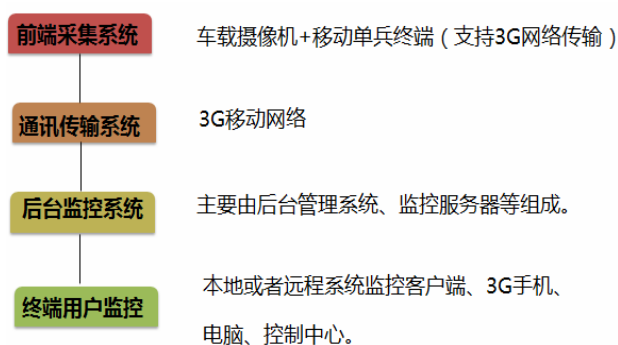 前端采集系统 车载摄像机+移动单兵终端（支持3G网络传输）
通讯传输系统 3G移动网络
后台监控系统 主要由后台管理系统、监控服务器等组成。
终端用户监控 本地或者远程系统监控客户端、3G手机、
电脑、控制中心。